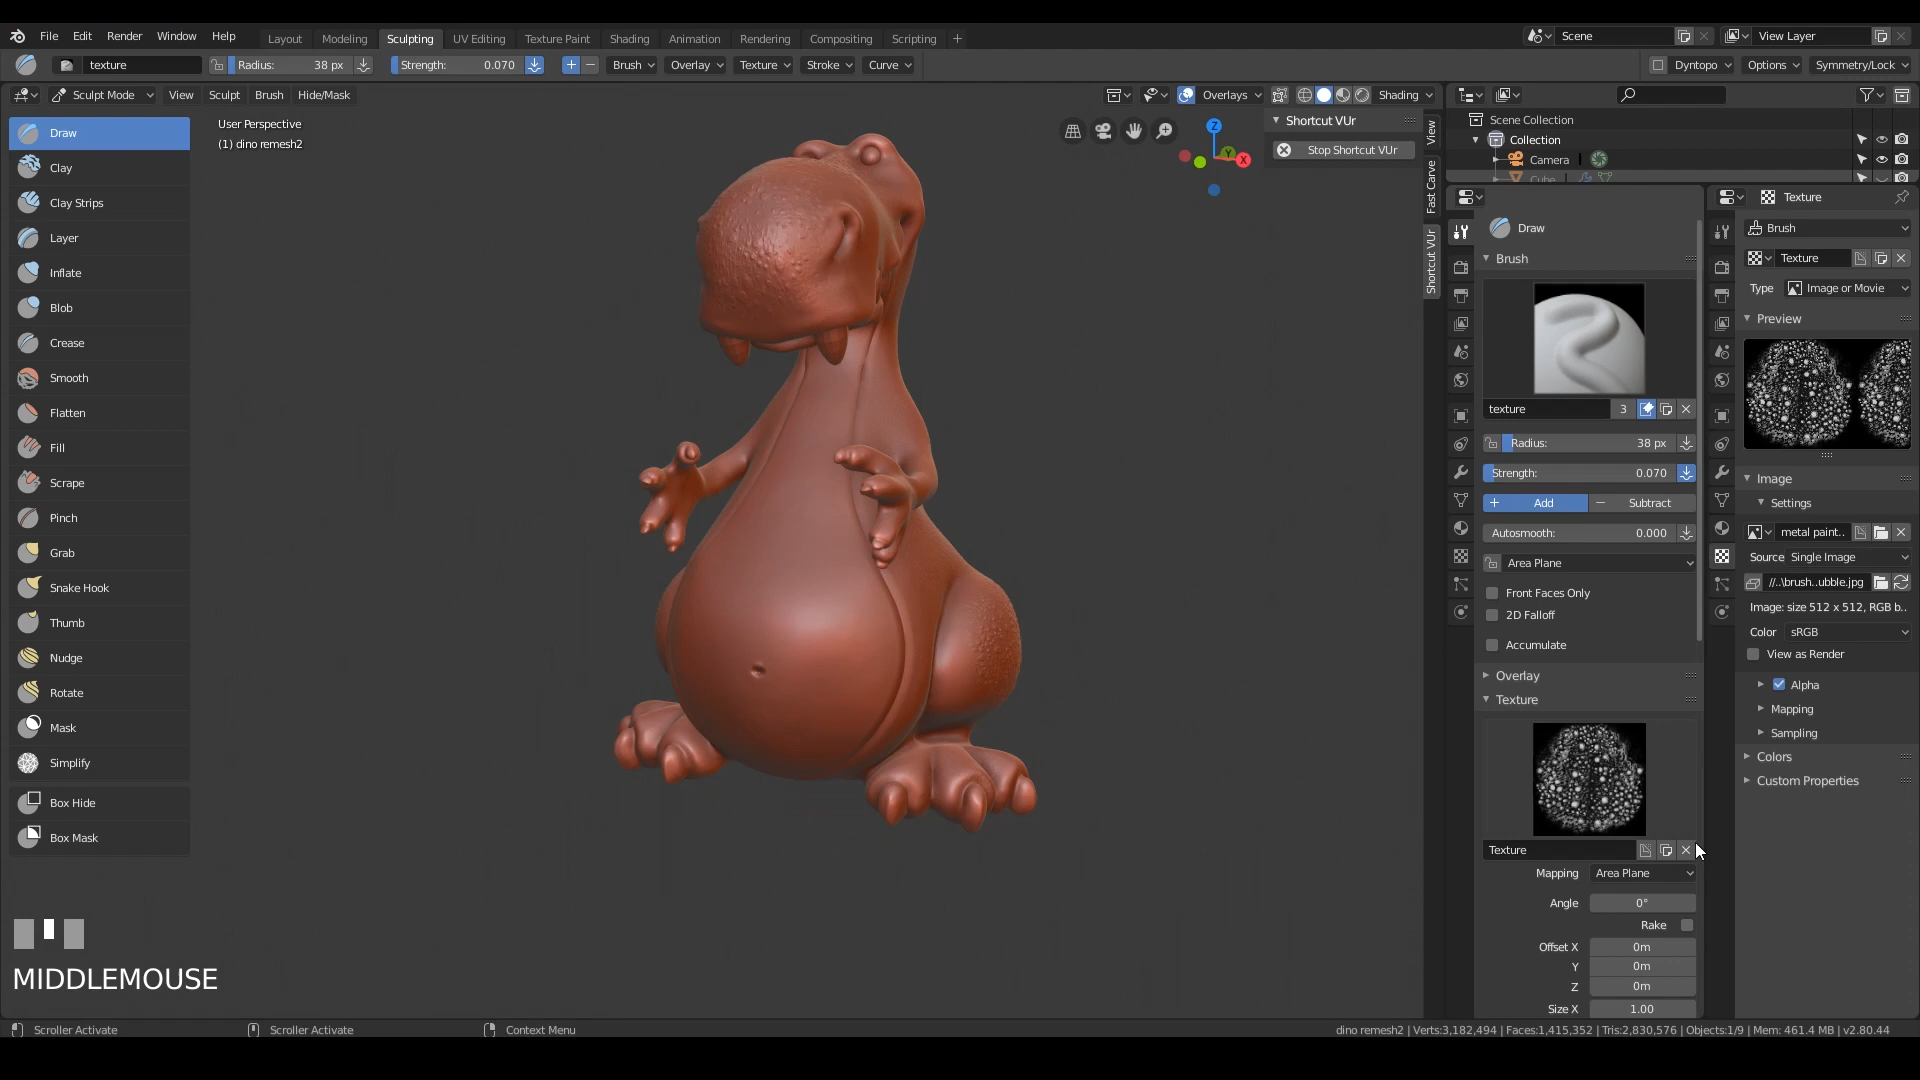 File Edit Render Window Help Layout Modeling Sculpting UV Editing Texture Paint Shading Animation Rendering Compositing Scripting + Scene View Layer
texture Radius: 38 px Strength: 0.070 Brush Overlay Texture Stroke Curve Dyntopo Options Symmetry/Lock
Sculpt Mode View Sculpt Brush Hide/Mask Overlays Shading
Draw
Clay
Clay Strips
Layer
Inflate
Blob
Crease
Smooth
Flatten
Fill
Scrape
Pinch
Grab
Snake Hook
Thumb
Nudge
Rotate
Mask
Simplify
Box Hide
Box Mask
User Perspective
(1) dino remesh2
Z
Y
X
Shortcut VUr
Stop Shortcut VUr
View
Fast Carve
Shortcut VUr
Scene Collection
Collection
Camera
Cube
Draw
Brush
texture 3
Radius: 38 px
Strength: 0.070
+ Add − Subtract
Autosmooth: 0.000
Area Plane
Front Faces Only
2D Falloff
Accumulate
Overlay
Texture
Texture
Mapping Area Plane
Angle 0°
Rake
Offset X 0m
Y 0m
Z 0m
Size X 1.00
Texture
Brush
Texture
Type Image or Movie
Preview
Image
Settings
metal paint..
Source Single Image
//..\brush..ubble.jpg
Image: size 512 x 512, RGB b..
Color sRGB
View as Render
Alpha
Mapping
Sampling
Colors
Custom Properties
MIDDLEMOUSE
Scroller Activate Scroller Activate Context Menu dino remesh2 | Verts:3,182,494 | Faces:1,415,352 | Tris:2,830,576 | Objects:1/9 | Mem: 461.4 MB | v2.80.44